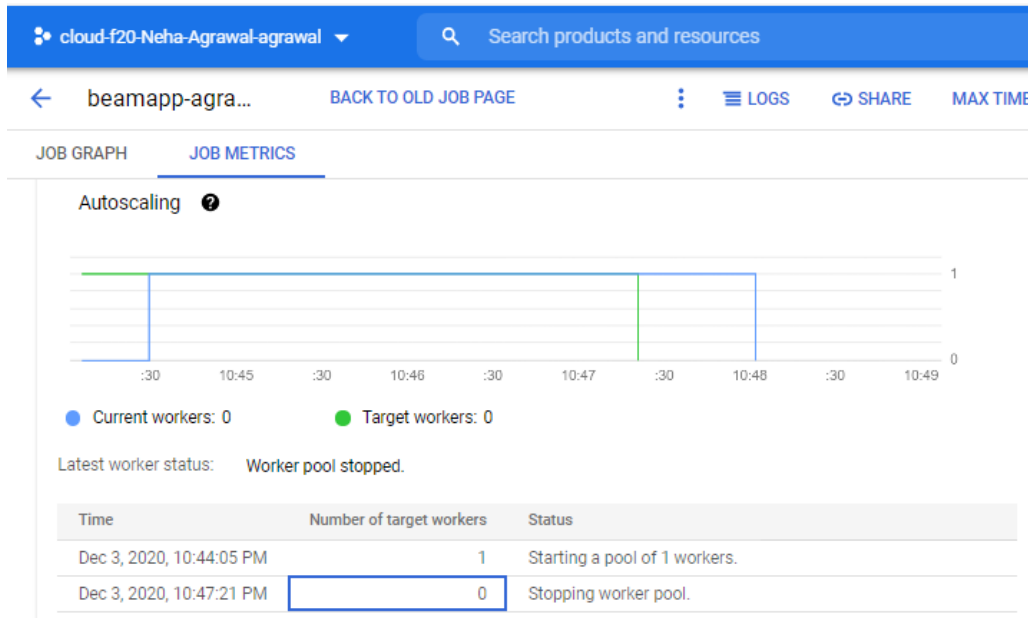 cloud-f20-Neha-Agrawal-agrawal Search products and resources
beamapp-agra... BACK TO OLD JOB PAGE LOGS SHARE MAX TIME
JOB GRAPH JOB METRICS
Autoscaling ?
1
0
:30 10:45 :30 10:46 :30 10:47 :30 10:48 :30 10:49
Current workers: 0 Target workers: 0
Latest worker status: Worker pool stopped.
Time Number of target workers Status
Dec 3, 2020, 10:44:05 PM 1 Starting a pool of 1 workers.
Dec 3, 2020, 10:47:21 PM 0 Stopping worker pool.